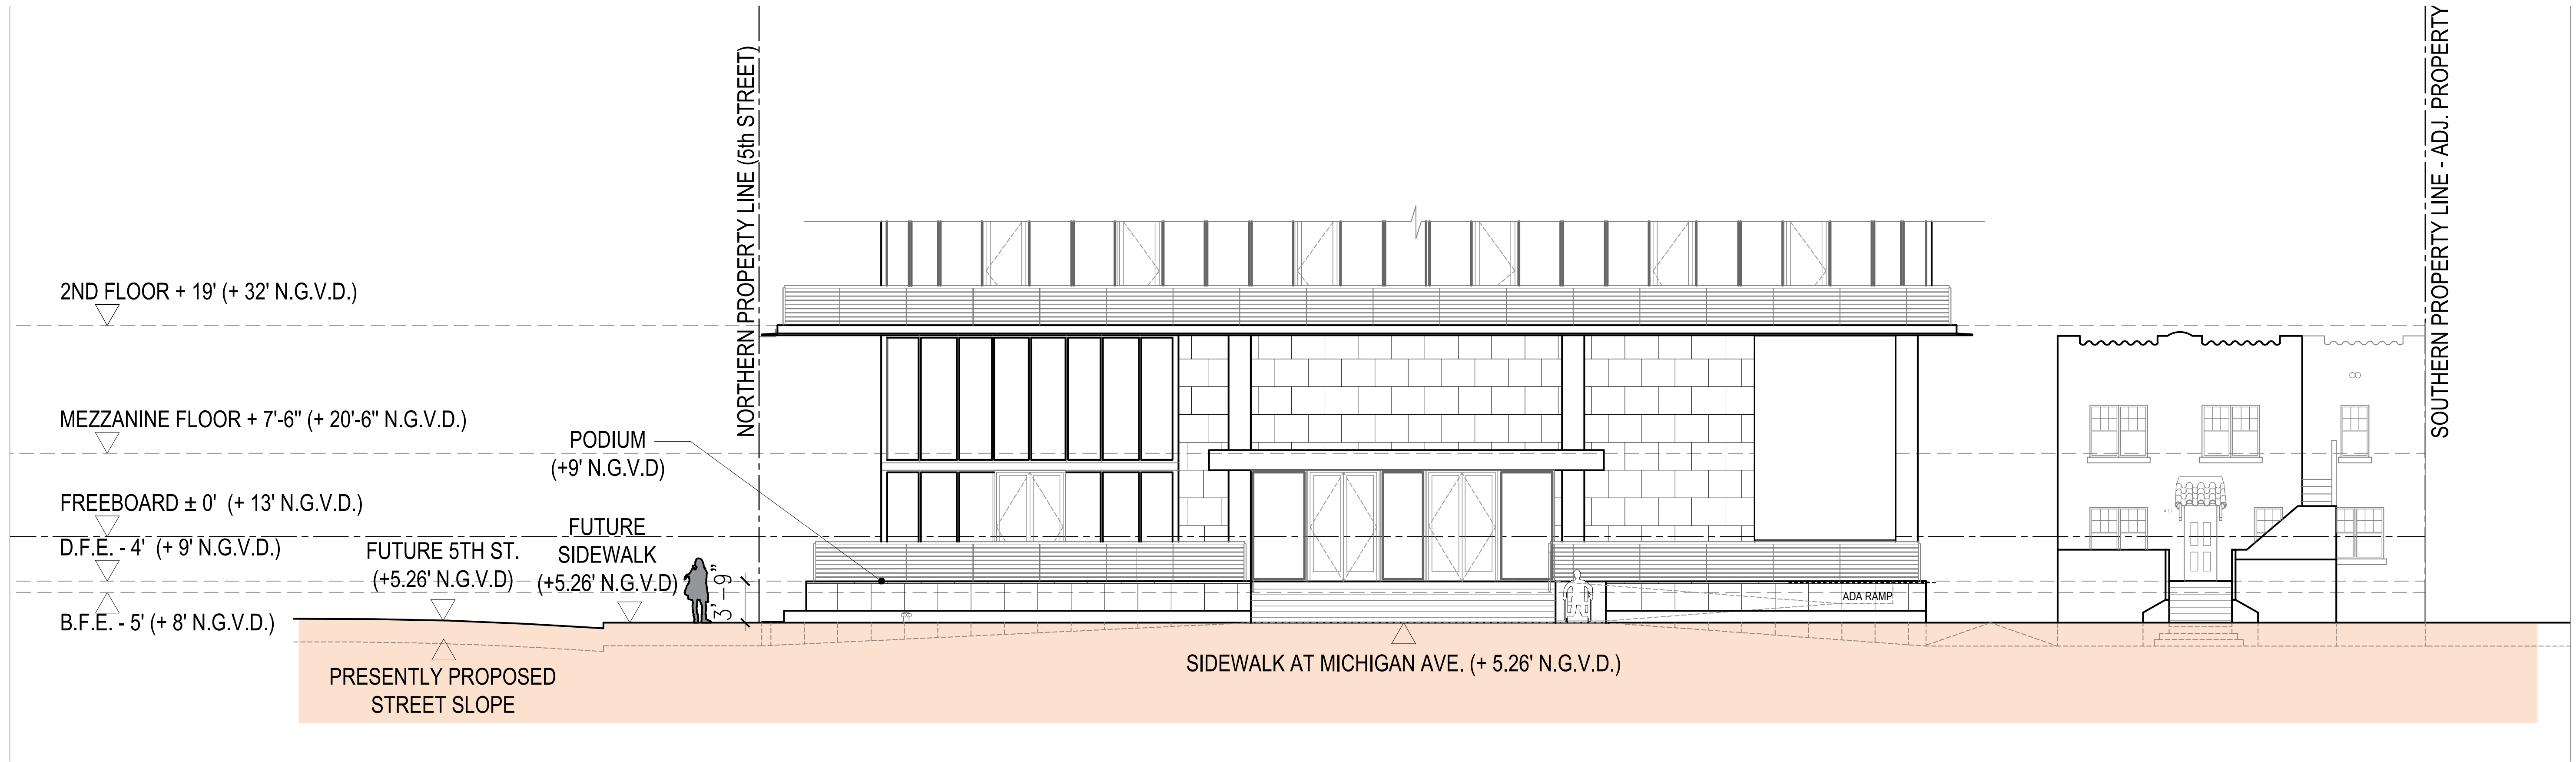 NORTHERN PROPERTY LINE (5th STREET)
SOUTHERN PROPERTY LINE - ADJ. PROPERTY
2ND FLOOR + 19' (+ 32' N.G.V.D.)
MEZZANINE FLOOR + 7'-6" (+ 20'-6" N.G.V.D.)
PODIUM
(+9' N.G.V.D)
FREEBOARD ± 0' (+ 13' N.G.V.D.)
D.F.E. - 4' (+ 9' N.G.V.D.)
FUTURE 5TH ST.
(+5.26' N.G.V.D)
FUTURE
SIDEWALK
(+5.26' N.G.V.D)
3'-9"
B.F.E. - 5' (+ 8' N.G.V.D.)
ADA RAMP
PRESENTLY PROPOSED
STREET SLOPE
SIDEWALK AT MICHIGAN AVE. (+ 5.26' N.G.V.D.)